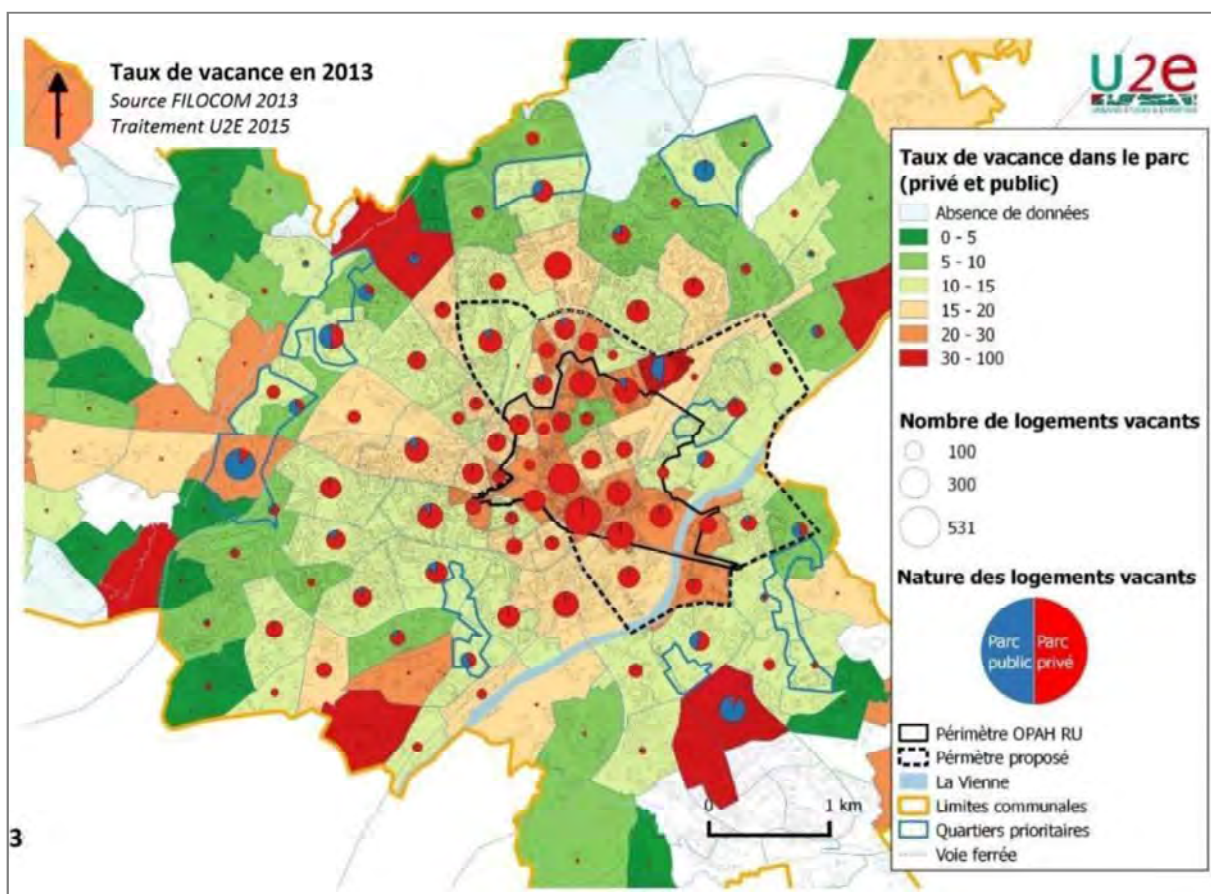 Taux de vacance en 2013
Source FILOCOM 2013
Traitement U2E 2015
u2e
Taux de vacance dans le parc
(privé et public)
Absence de données
0 - 5
5 - 10
10 - 15
15 - 20
20 - 30
30 - 100
Nombre de logements vacants
100
300
531
Nature des logements vacants
Parc
public
Parc
privé
Périmètre OPAH RU
Pérmètre proposé
La Vienne
Limites communales
Quartiers prioritaires
Voie ferrée
0
1 km
3